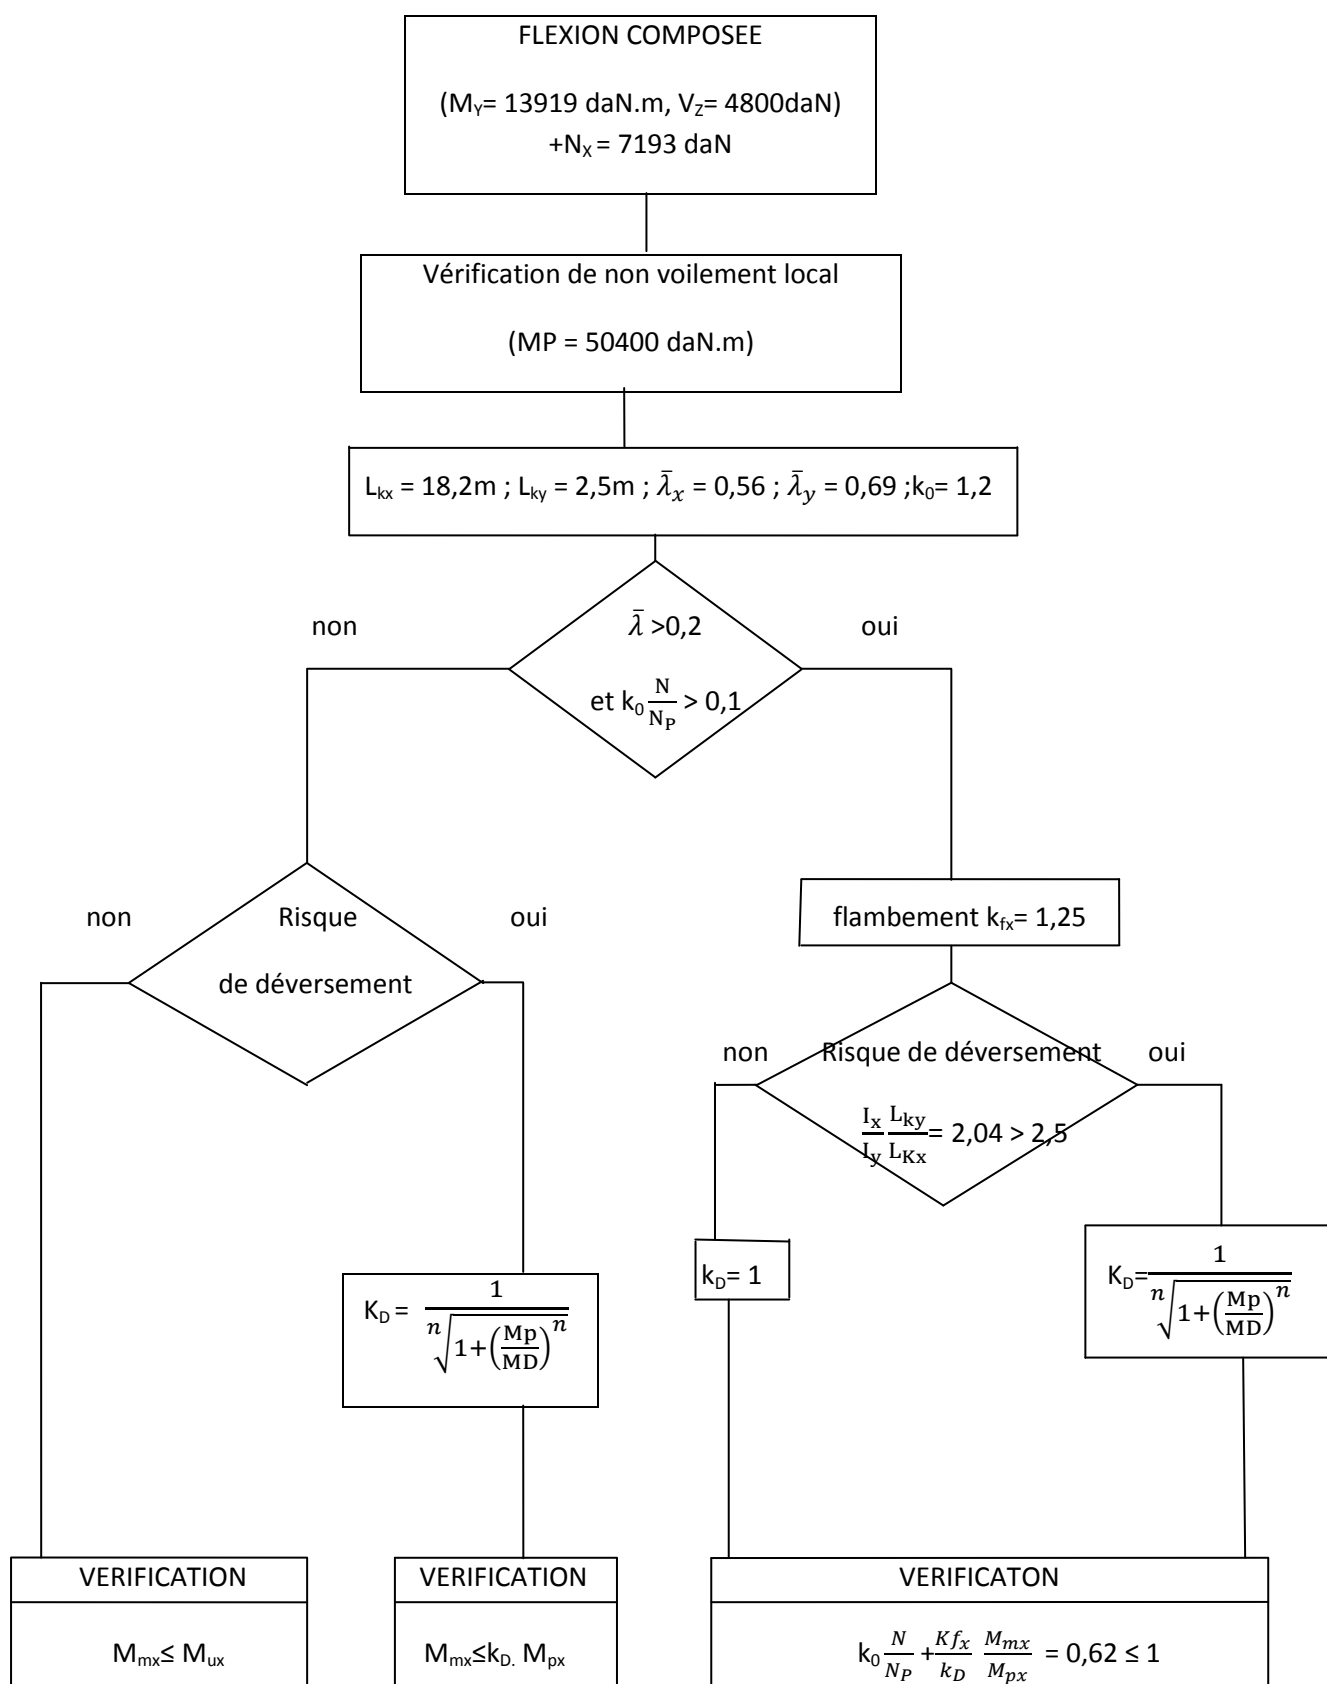 FLEXION COMPOSEE
(M_Y= 13919 daN.m, V_Z= 4800daN)
+N_X = 7193 daN
Vérification de non voilement local
(MP = 50400 daN.m)
L_kx = 18,2m ; L_ky = 2,5m ; λ̄_x = 0,56 ; λ̄_y = 0,69 ;k_0= 1,2
non
λ̄ >0,2
oui
et k_0 N/N_P > 0,1
non
Risque
oui
de déversement
flambement k_fx= 1,25
non
Risque de déversement
oui
I_x/I_y L_ky/L_Kx = 2,04 > 2,5
k_D= 1
K_D= 1/ⁿ√(1+(Mp/MD)ⁿ)
K_D = 1/ⁿ√(1+(Mp/MD)ⁿ)
VERIFICATION
M_mx≤ M_ux
VERIFICATION
M_mx≤k_D. M_px
VERIFICATON
k_0 N/N_P + Kf_x/k_D M_mx/M_px = 0,62 ≤ 1